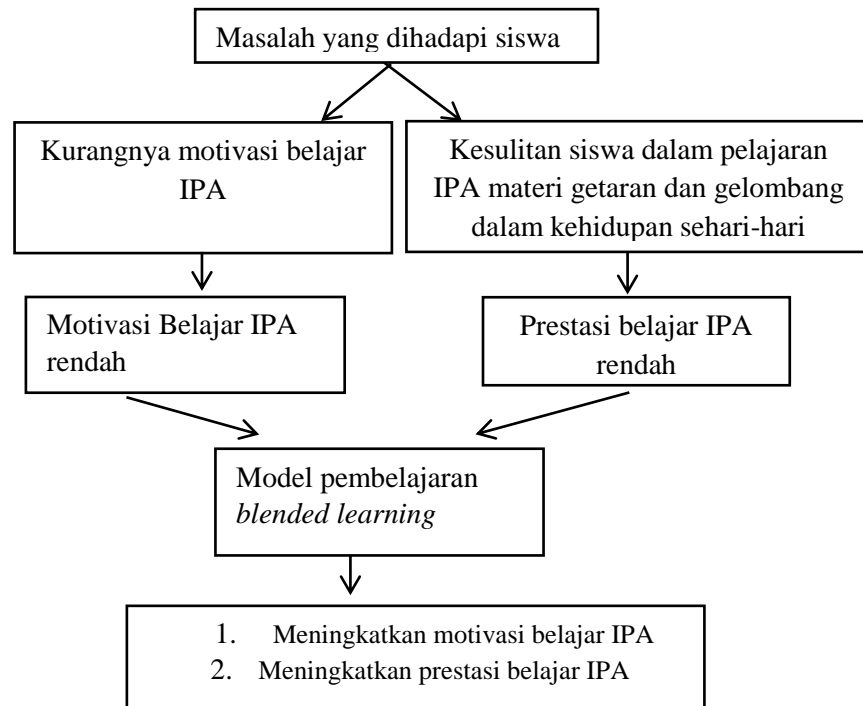 Masalah yang dihadapi siswa
Kurangnya motivasi belajar
IPA
Kesulitan siswa dalam pelajaran
IPA materi getaran dan gelombang
dalam kehidupan sehari-hari
Motivasi Belajar IPA
rendah
Prestasi belajar IPA
rendah
Model pembelajaran
blended learning
1. Meningkatkan motivasi belajar IPA
2. Meningkatkan prestasi belajar IPA